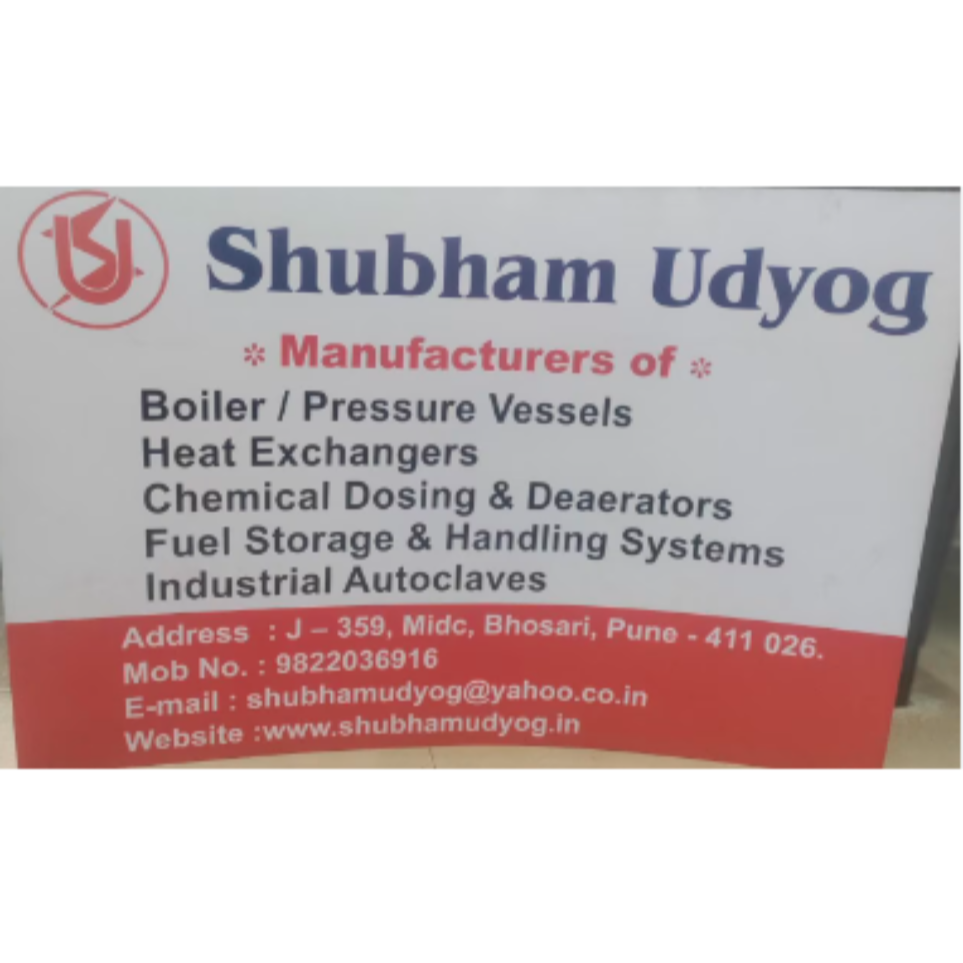 Shubham Udyog
* Manufacturers of *
Boiler / Pressure Vessels
Heat Exchangers
Chemical Dosing & Deaerators
Fuel Storage & Handling Systems
Industrial Autoclaves
Address : J – 359, Midc, Bhosari, Pune - 411 026.
Mob No. : 9822036916
E-mail : shubhamudyog@yahoo.co.in
Website :www.shubhamudyog.in